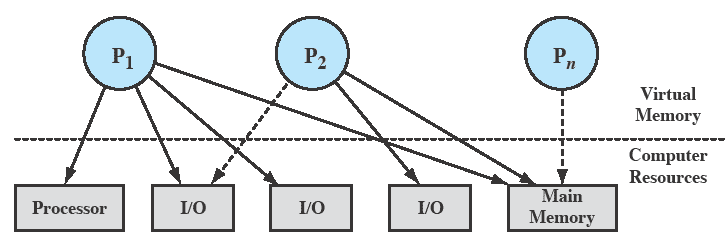 P1
P2
Pn
Virtual
Memory
Computer
Resources
Processor
I/O
I/O
I/O
Main
Memory